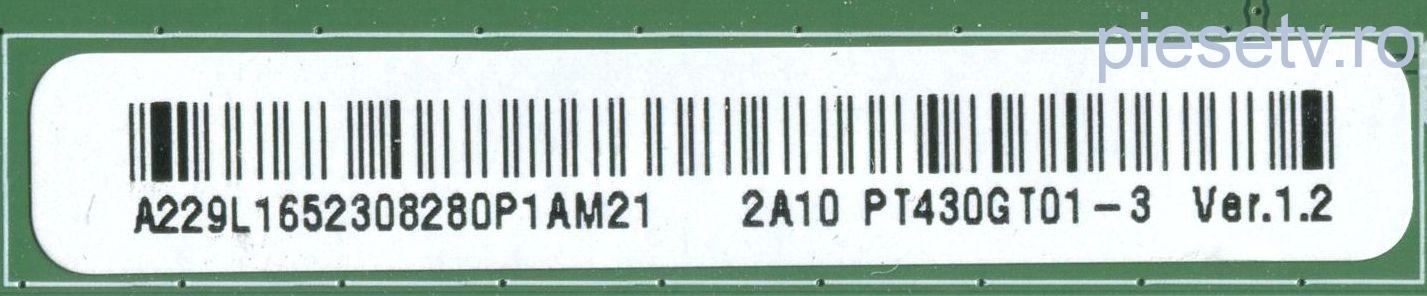 piesetv.ro
A229L1652308280P1AM21 2A10 PT430GT01-3 Ver.1.2